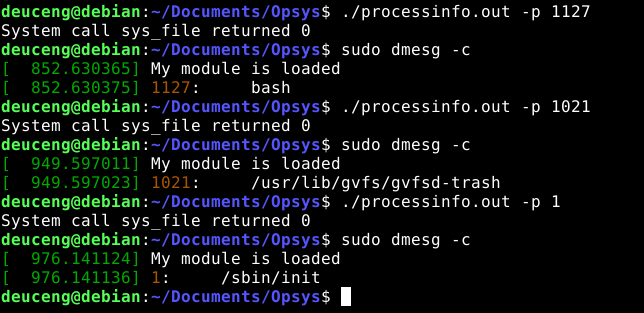 deuceng@debian:~/Documents/Opsys$ ./processinfo.out -p 1127
System call sys_file returned 0
deuceng@debian:~/Documents/Opsys$ sudo dmesg -c
[  852.630365] My module is loaded
[  852.630375] 1127:     bash
deuceng@debian:~/Documents/Opsys$ ./processinfo.out -p 1021
System call sys_file returned 0
deuceng@debian:~/Documents/Opsys$ sudo dmesg -c
[  949.597011] My module is loaded
[  949.597023] 1021:     /usr/lib/gvfs/gvfsd-trash
deuceng@debian:~/Documents/Opsys$ ./processinfo.out -p 1
System call sys_file returned 0
deuceng@debian:~/Documents/Opsys$ sudo dmesg -c
[  976.141124] My module is loaded
[  976.141136] 1:     /sbin/init
deuceng@debian:~/Documents/Opsys$